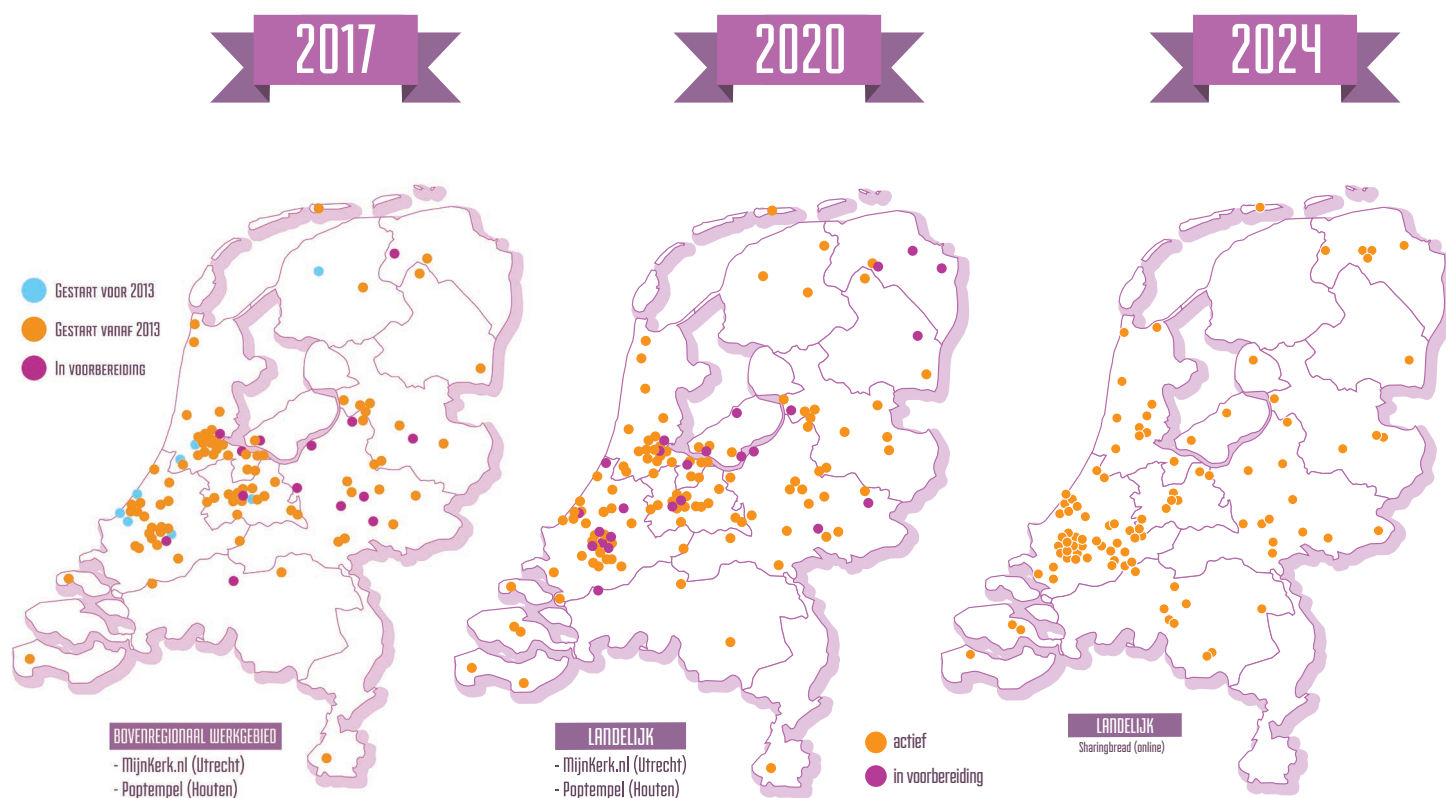 2017
2020
2024
Gestart voor 2013
Gestart vanaf 2013
In voorbereiding
BOVENREGIONAAL WERKGEBIED
- MijnKerk.nl (Utrecht)
- Poptempel (Houten)
LANDELIJK
- MijnKerk.nl (Utrecht)
- Poptempel (Houten)
actief
in voorbereiding
LANDELIJK
Sharingbread (online)